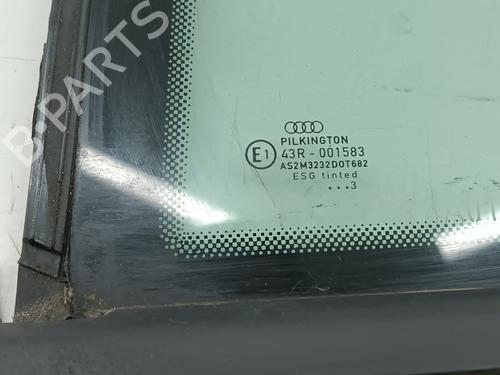 B-PARTS
PILKINGTON
E1 43R - 001583
AS2M3232DOT682
ESG tinted
...3